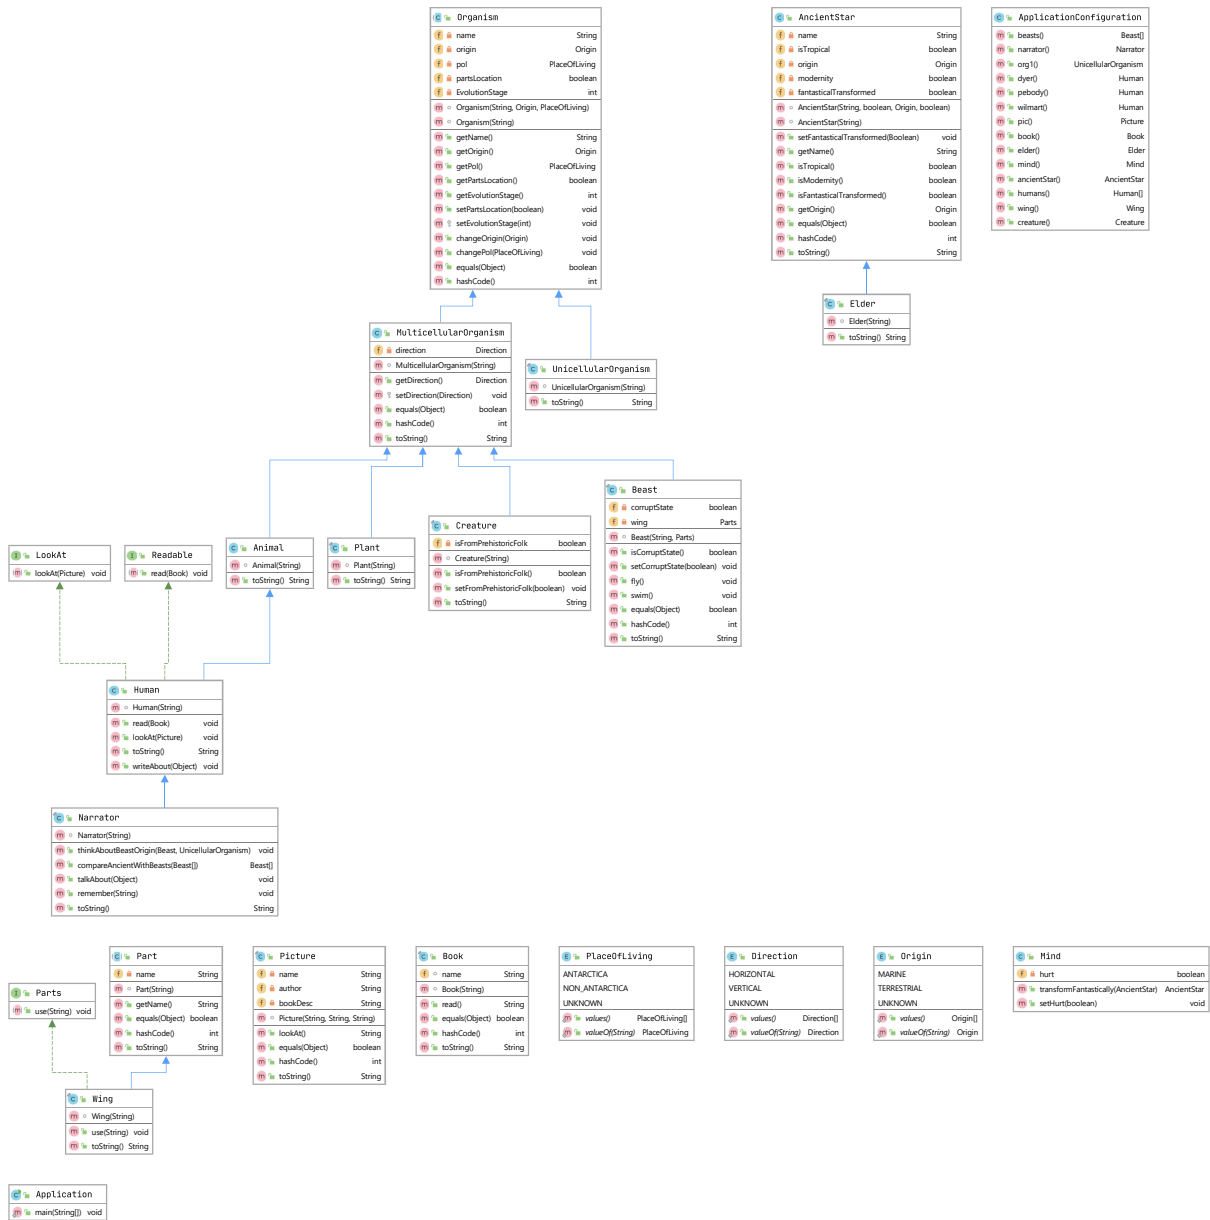 Organism
name String
origin Origin
pol PlaceOfLiving
partsLocation boolean
EvolutionStage int
Organism(String, Origin, PlaceOfLiving)
Organism(String)
getName() String
getOrigin() Origin
getPol() PlaceOfLiving
getPartsLocation() boolean
getEvolutionStage() int
setPartsLocation(boolean) void
setEvolutionStage(int) void
changeOrigin(Origin) void
changePol(PlaceOfLiving) void
equals(Object) boolean
hashCode() int
AncientStar
name String
isTropical boolean
origin Origin
modernity boolean
fantasticalTransformed boolean
AncientStar(String, boolean, Origin, boolean)
AncientStar(String)
setFantasticalTransformed(Boolean) void
getName() String
isTropical() boolean
isModernity() boolean
isFantasticalTransformed() boolean
getOrigin() Origin
equals(Object) boolean
hashCode() int
toString() String
ApplicationConfiguration
beasts() Beast[]
narrator() Narrator
org1() UnicellularOrganism
dyer() Human
pebody() Human
wilmart() Human
pic() Picture
book() Book
elder() Elder
mind() Mind
ancientStar() AncientStar
humans() Human[]
wing() Wing
creature() Creature
Elder
Elder(String)
toString() String
MulticellularOrganism
direction Direction
MulticellularOrganism(String)
getDirection() Direction
setDirection(Direction) void
equals(Object) boolean
hashCode() int
toString() String
UnicellularOrganism
UnicellularOrganism(String)
toString() String
Beast
corruptState boolean
wing Parts
Beast(String, Parts)
isCorruptState() boolean
setCorruptState(boolean) void
fly() void
swim() void
equals(Object) boolean
hashCode() int
toString() String
Creature
isFromPrehistoricFolk boolean
Creature(String)
isFromPrehistoricFolk() boolean
setFromPrehistoricFolk(boolean) void
toString() String
LookAt
lookAt(Picture) void
Readable
read(Book) void
Animal
Animal(String)
toString() String
Plant
Plant(String)
toString() String
Human
Human(String)
read(Book) void
lookAt(Picture) void
toString() String
writeAbout(Object) void
Narrator
Narrator(String)
thinkAboutBeastOrigin(Beast, UnicellularOrganism) void
compareAncientWithBeasts(Beast[]) Beast[]
talkAbout(Object) void
remember(String) void
toString() String
Parts
use(String) void
Part
name String
Part(String)
getName() String
equals(Object) boolean
hashCode() int
toString() String
Picture
name String
author String
bookDesc String
Picture(String, String, String)
lookAt() String
equals(Object) boolean
hashCode() int
toString() String
Book
name String
Book(String)
read() String
equals(Object) boolean
hashCode() int
toString() String
PlaceOfLiving
ANTARCTICA
NON_ANTARCTICA
UNKNOWN
values() PlaceOfLiving[]
valueOf(String) PlaceOfLiving
Direction
HORIZONTAL
VERTICAL
UNKNOWN
values() Direction[]
valueOf(String) Direction
Origin
MARINE
TERRESTRIAL
UNKNOWN
values() Origin[]
valueOf(String) Origin
Mind
hurt boolean
transformFantastically(AncientStar) AncientStar
setHurt(boolean) void
Wing
Wing(String)
use(String) void
toString() String
Application
main(String[]) void